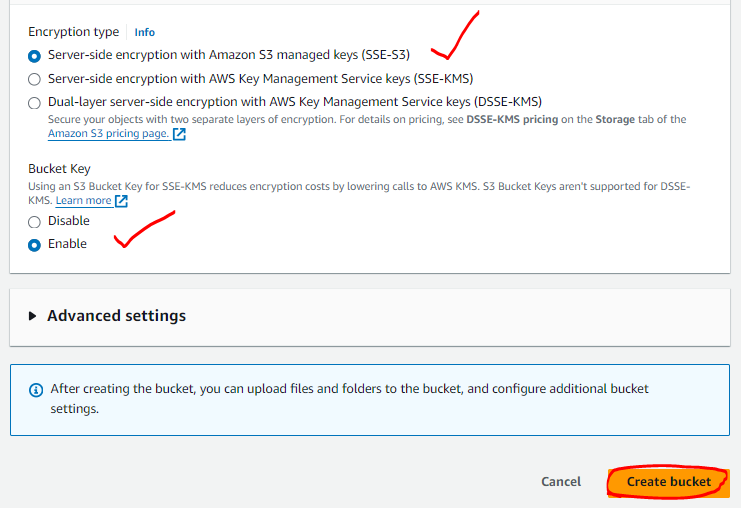 Encryption type Info
Server-side encryption with Amazon S3 managed keys (SSE-S3)
Server-side encryption with AWS Key Management Service keys (SSE-KMS)
Dual-layer server-side encryption with AWS Key Management Service keys (DSSE-KMS)
Secure your objects with two separate layers of encryption. For details on pricing, see DSSE-KMS pricing on the Storage tab of the
Amazon S3 pricing page.
Bucket Key
Using an S3 Bucket Key for SSE-KMS reduces encryption costs by lowering calls to AWS KMS. S3 Bucket Keys aren't supported for DSSE-
KMS. Learn more
Disable
Enable
Advanced settings
After creating the bucket, you can upload files and folders to the bucket, and configure additional bucket
settings.
Cancel Create bucket